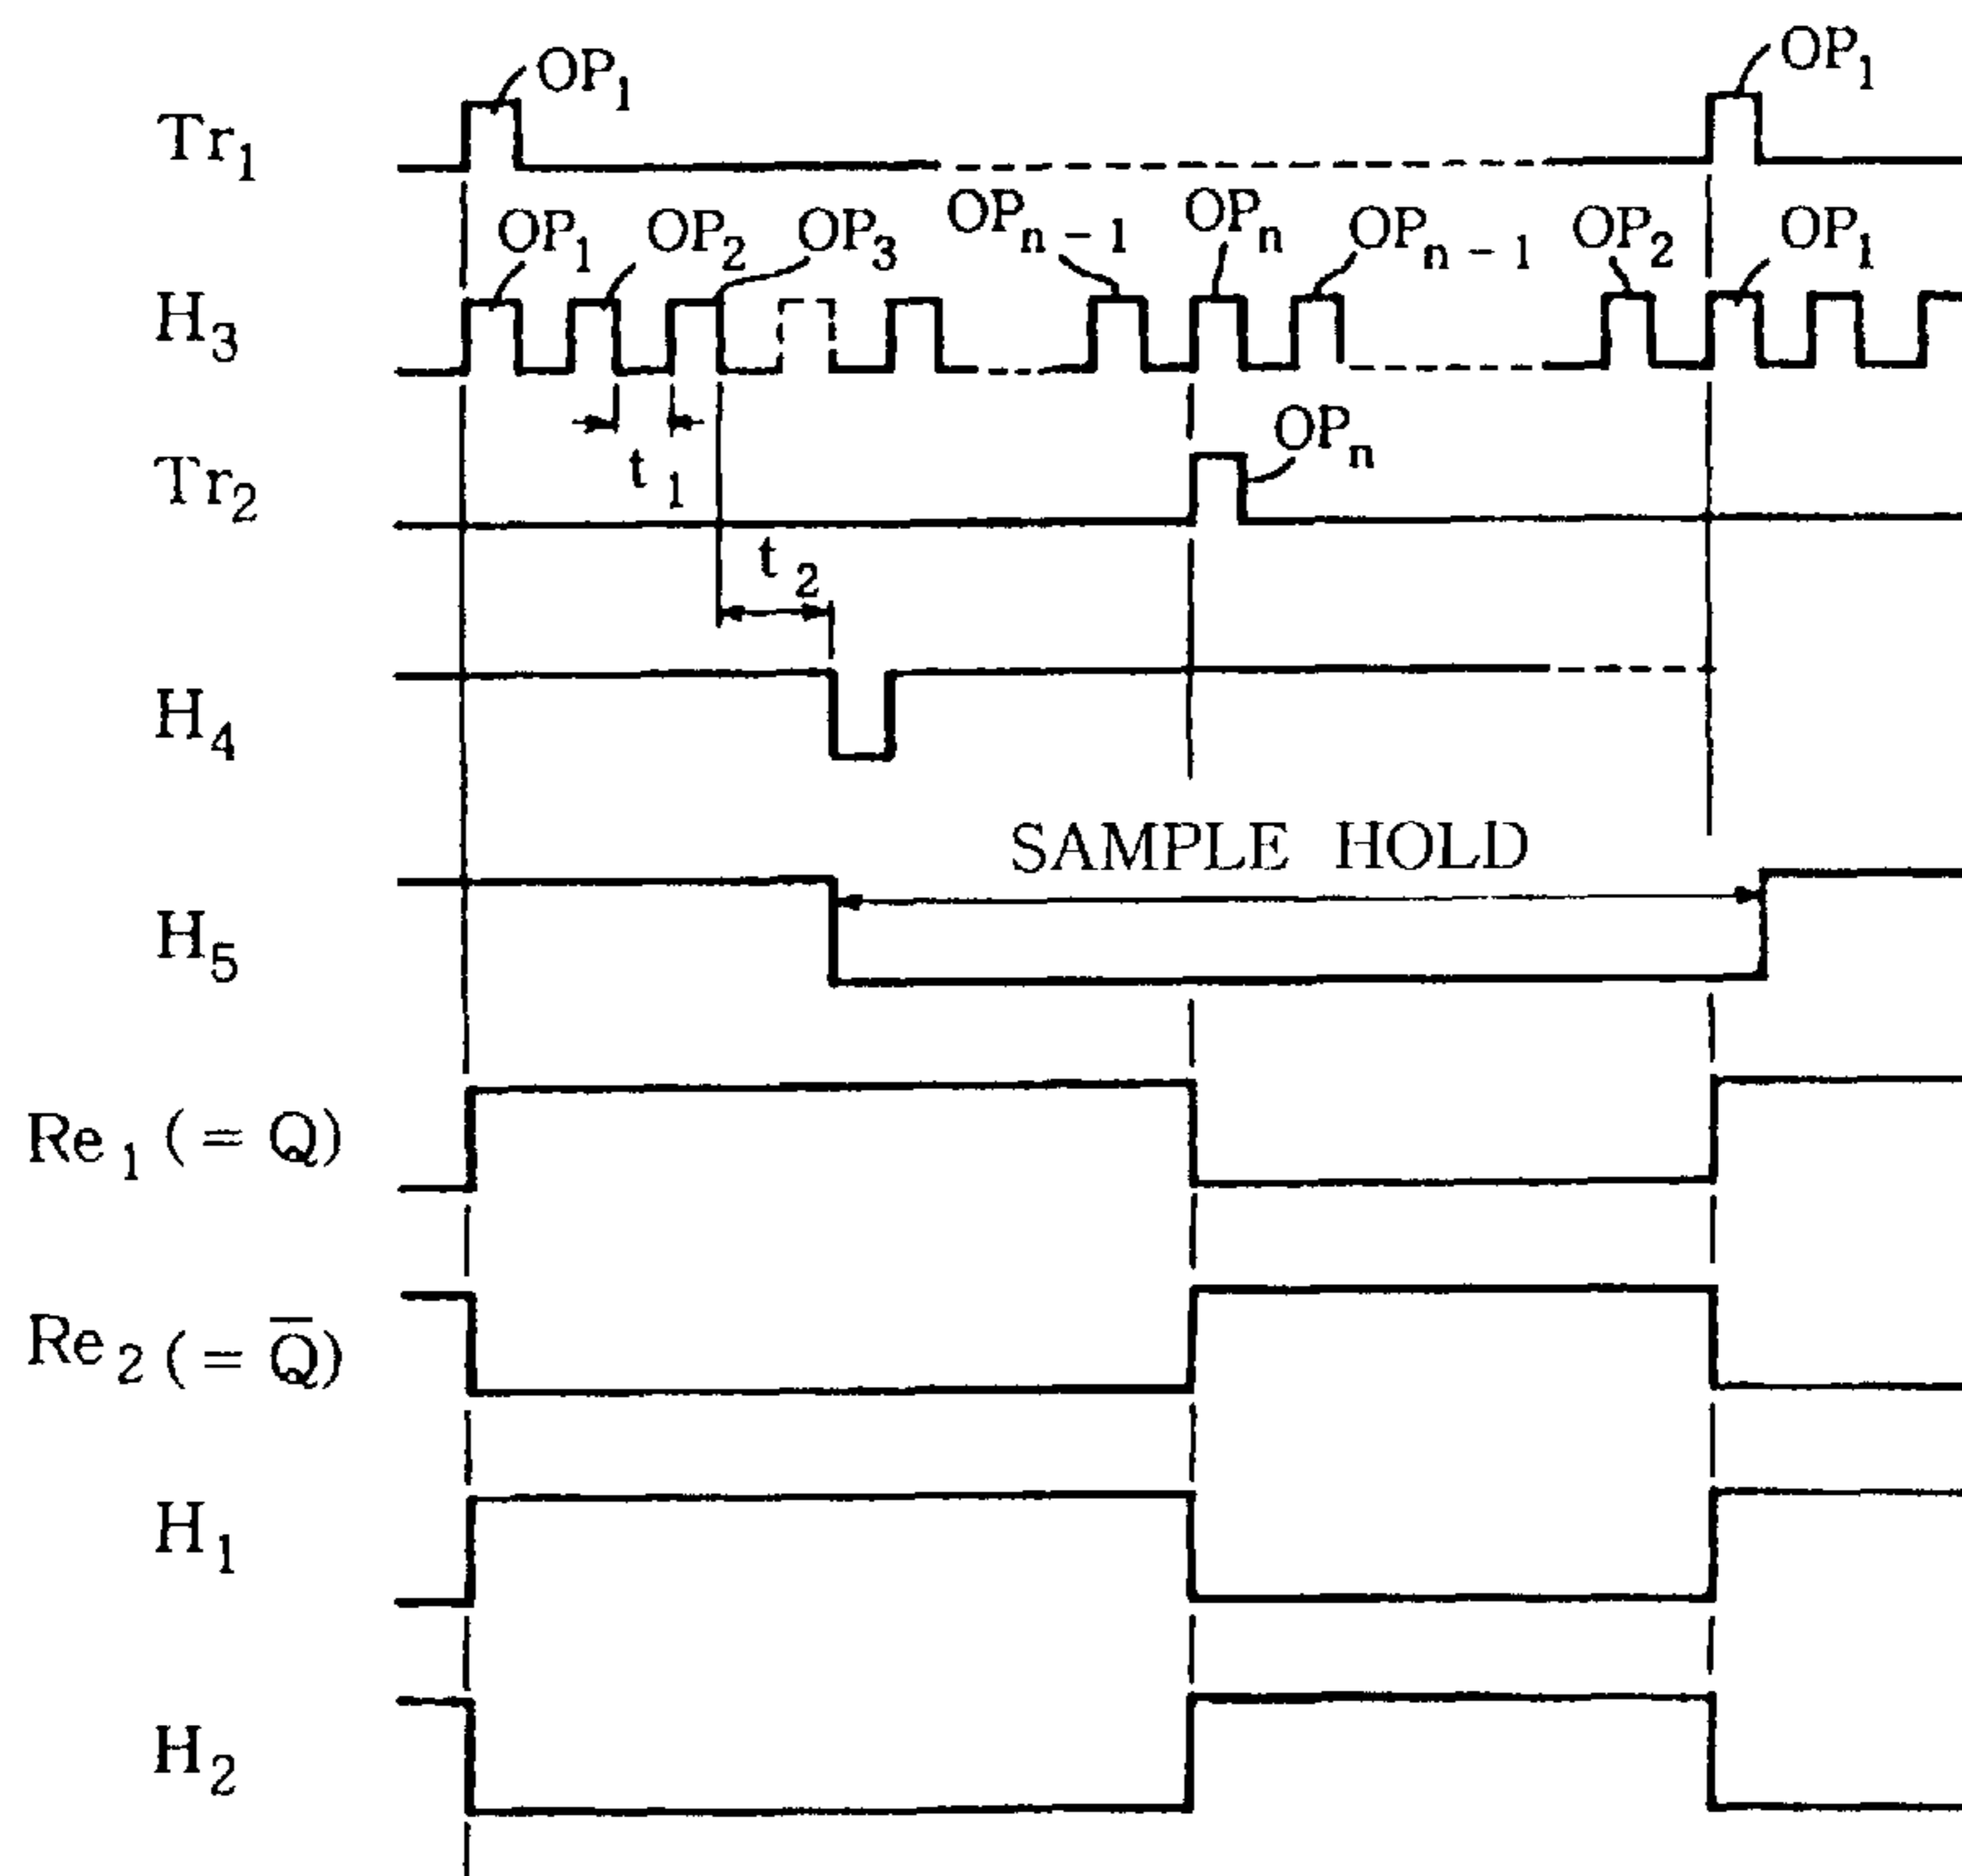 OP₁ OP₁
Tr₁
OP₁ OP₂ OP₃ OPₙ₋₁ OPₙ OPₙ₋₁ OP₂ OP₁
H₃
OPₙ
t₁
Tr₂
t₂
H₄
SAMPLE HOLD
H₅
Re₁ (= Q)
Re₂ (= Q̅)
H₁
H₂